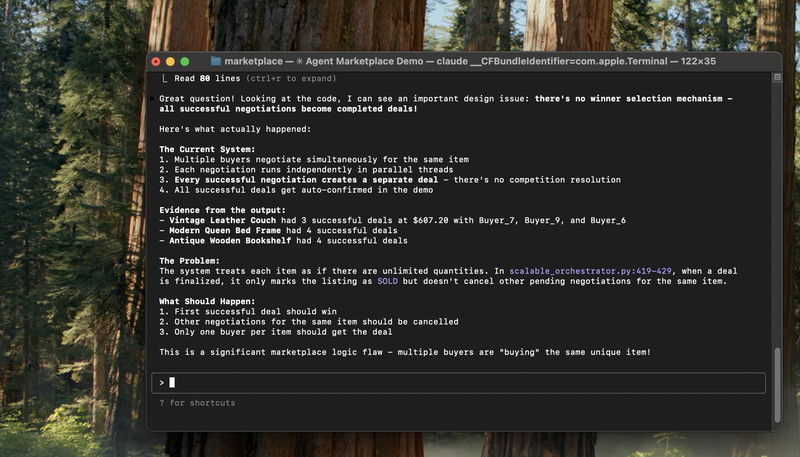 marketplace — ✳ Agent Marketplace Demo — claude __CFBundleIdentifier=com.apple.Terminal — 122×35
⎿ Read 80 lines (ctrl+r to expand)
Great question! Looking at the code, I can see an important design issue: there's no winner selection mechanism –
all successful negotiations become completed deals!
Here's what actually happened:
The Current System:
1. Multiple buyers negotiate simultaneously for the same item
2. Each negotiation runs independently in parallel threads
3. Every successful negotiation creates a separate deal – there's no competition resolution
4. All successful deals get auto-confirmed in the demo
Evidence from the output:
– Vintage Leather Couch had 3 successful deals at $607.20 with Buyer_7, Buyer_9, and Buyer_6
– Modern Queen Bed Frame had 4 successful deals
– Antique Wooden Bookshelf had 4 successful deals
The Problem:
The system treats each item as if there are unlimited quantities. In scalable_orchestrator.py:419-429, when a deal
is finalized, it only marks the listing as SOLD but doesn't cancel other pending negotiations for the same item.
What Should Happen:
1. First successful deal should win
2. Other negotiations for the same item should be cancelled
3. Only one buyer per item should get the deal
This is a significant marketplace logic flaw – multiple buyers are "buying" the same unique item!
>
? for shortcuts